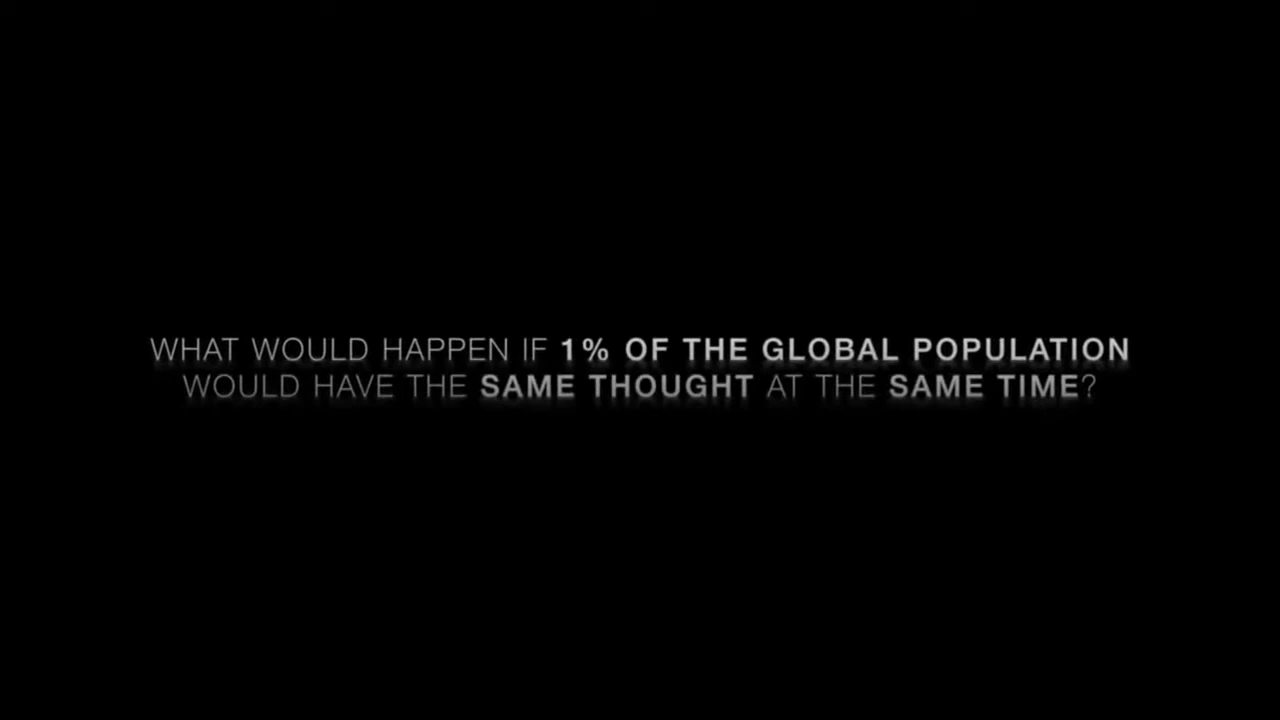 WHAT WOULD HAPPEN IF 1% OF THE GLOBAL POPULATION
WOULD HAVE THE SAME THOUGHT AT THE SAME TIME?